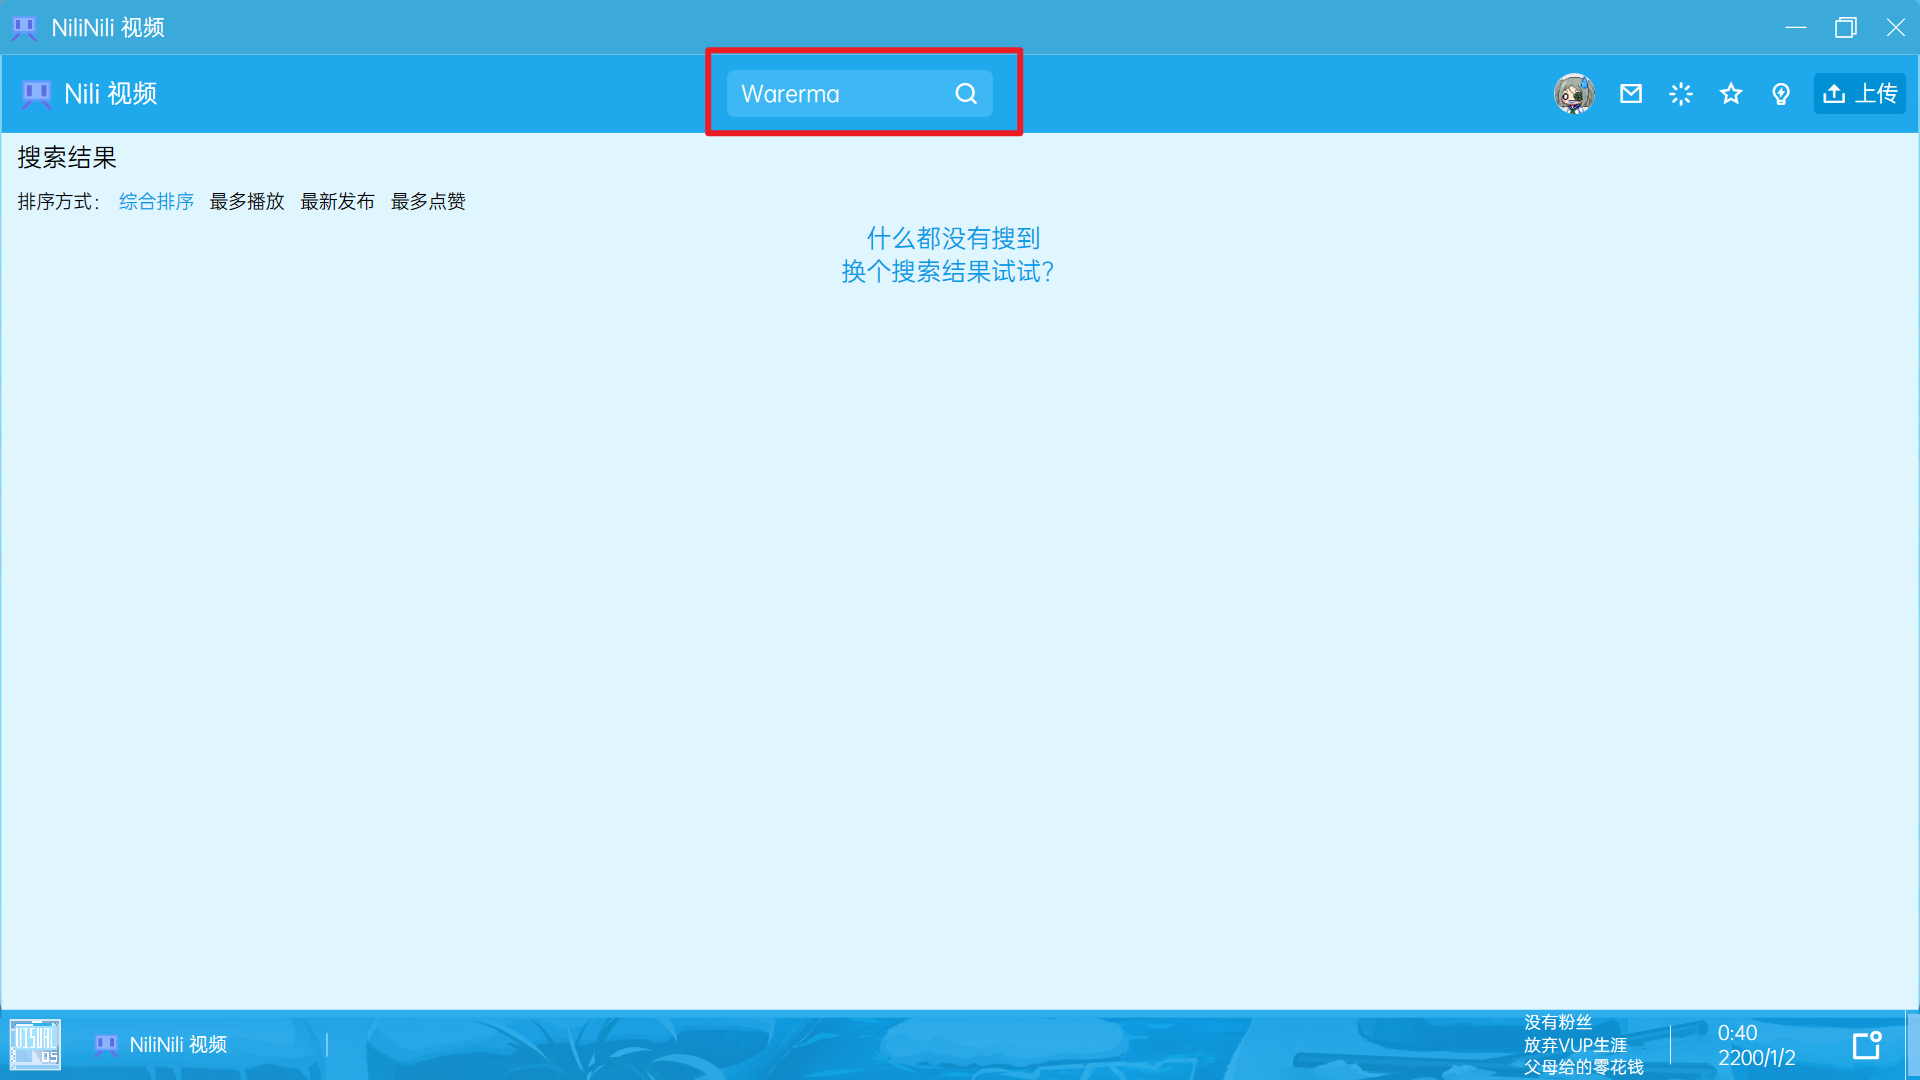 NiliNili 视频
Nili 视频
Warerma
上传
搜索结果
排序方式： 综合排序 最多播放 最新发布 最多点赞
什么都没有搜到
换个搜索结果试试？
NiliNili 视频
没有粉丝
放弃VUP生涯
父母给的零花钱
0:40
2200/1/2